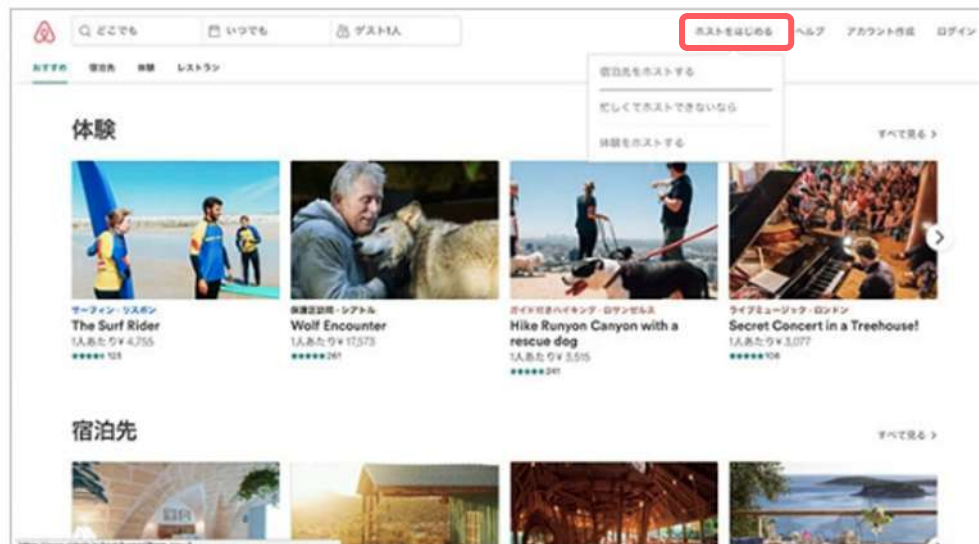 どこでも
いつでも
ゲスト1人
ホストをはじめる
ヘルプ
アカウント作成
ログイン
おすすめ
宿泊先
体験
レストラン
宿泊先をホストする
忙しくてホストできないなら
体験をホストする
体験
すべて見る
サーフィン · リスボン
The Surf Rider
1人あたり¥ 4,755
123
保護区訪問 · シアトル
Wolf Encounter
1人あたり¥ 17,573
261
ガイド付きハイキング · ロサンゼルス
Hike Runyon Canyon with a
rescue dog
1人あたり¥ 3,515
241
ライブミュージック · ロンドン
Secret Concert in a Treehouse!
1人あたり¥ 3,077
108
宿泊先
すべて見る